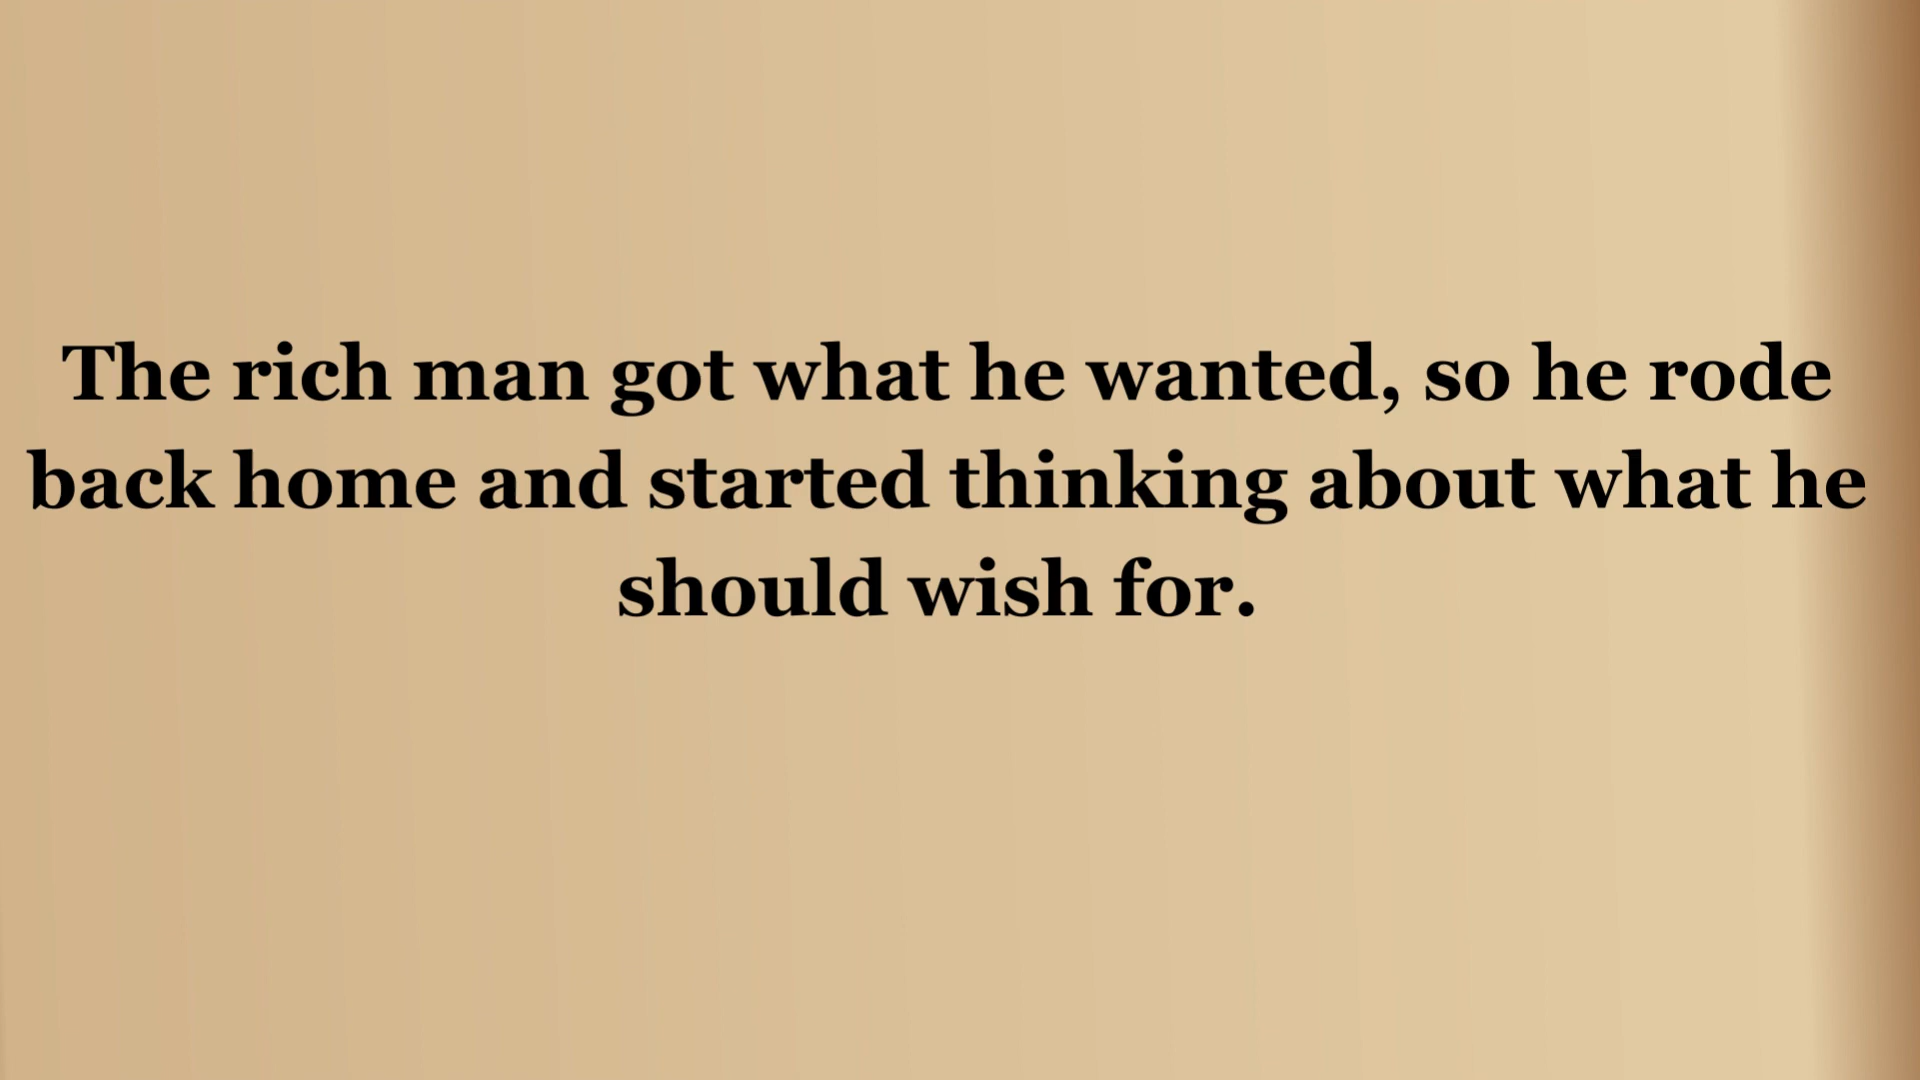 The rich man got what he wanted, so he rode
back home and started thinking about what he
should wish for.